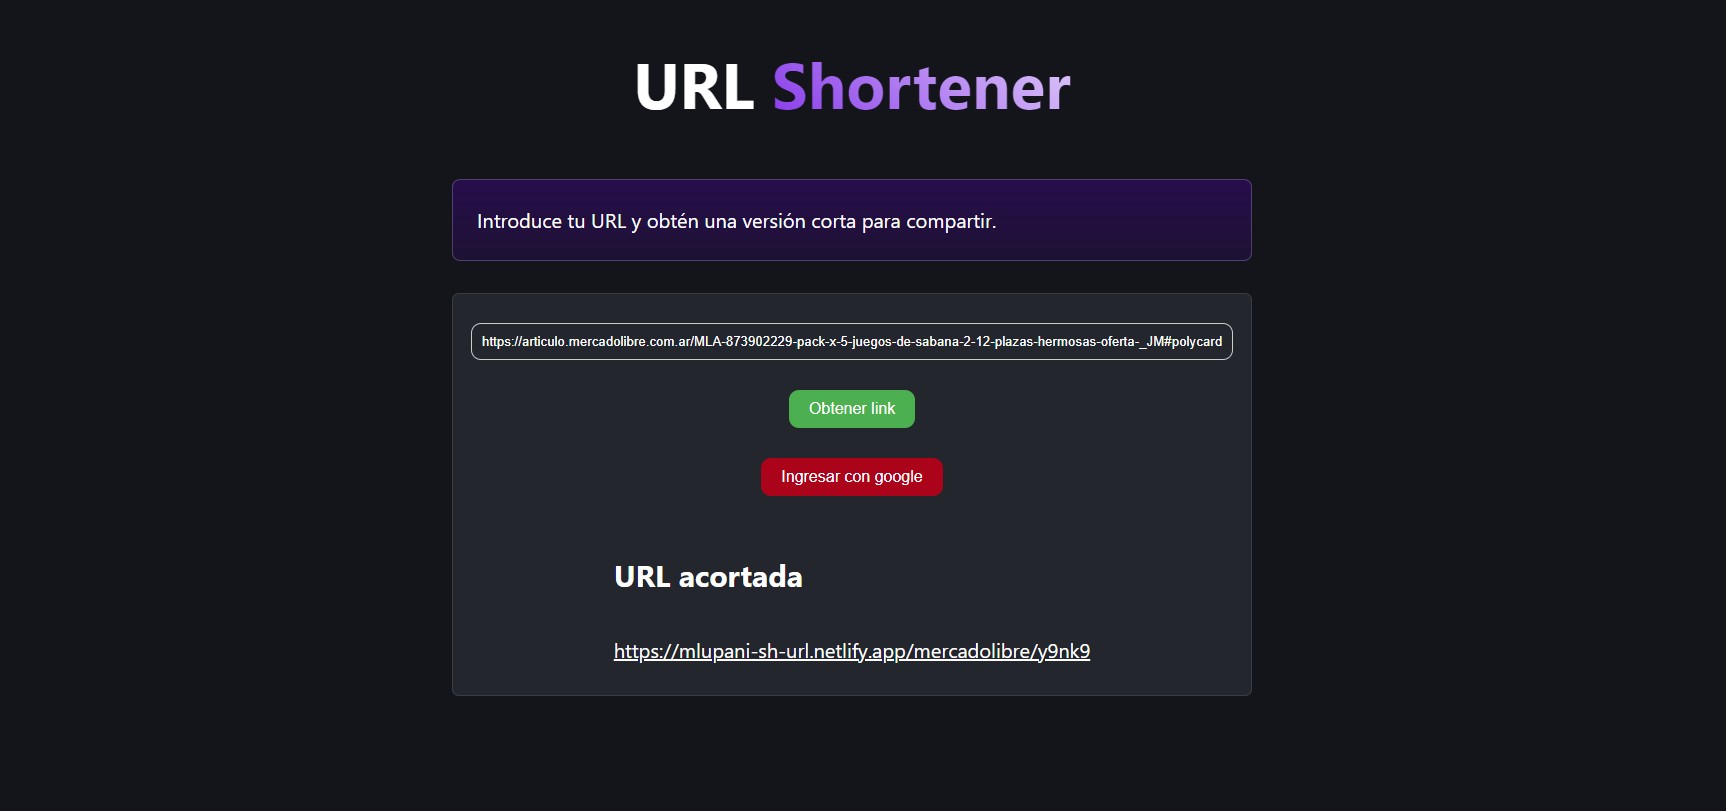 URL Shortener
Introduce tu URL y obtén una versión corta para compartir.
https://articulo.mercadolibre.com.ar/MLA-873902229-pack-x-5-juegos-de-sabana-2-12-plazas-hermosas-oferta-_JM#polycard
Obtener link
Ingresar con google
URL acortada
https://mlupani-sh-url.netlify.app/mercadolibre/y9nk9